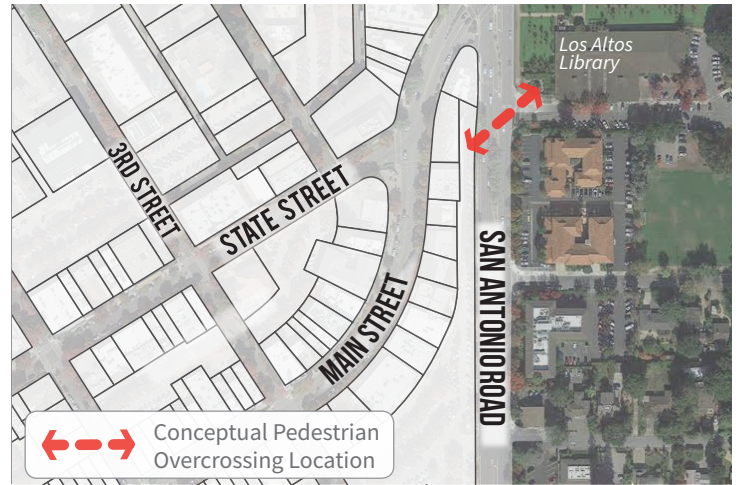 Los Altos
Library
3RD STREET
STATE STREET
MAIN STREET
SAN ANTONIO ROAD
Conceptual Pedestrian
Overcrossing Location